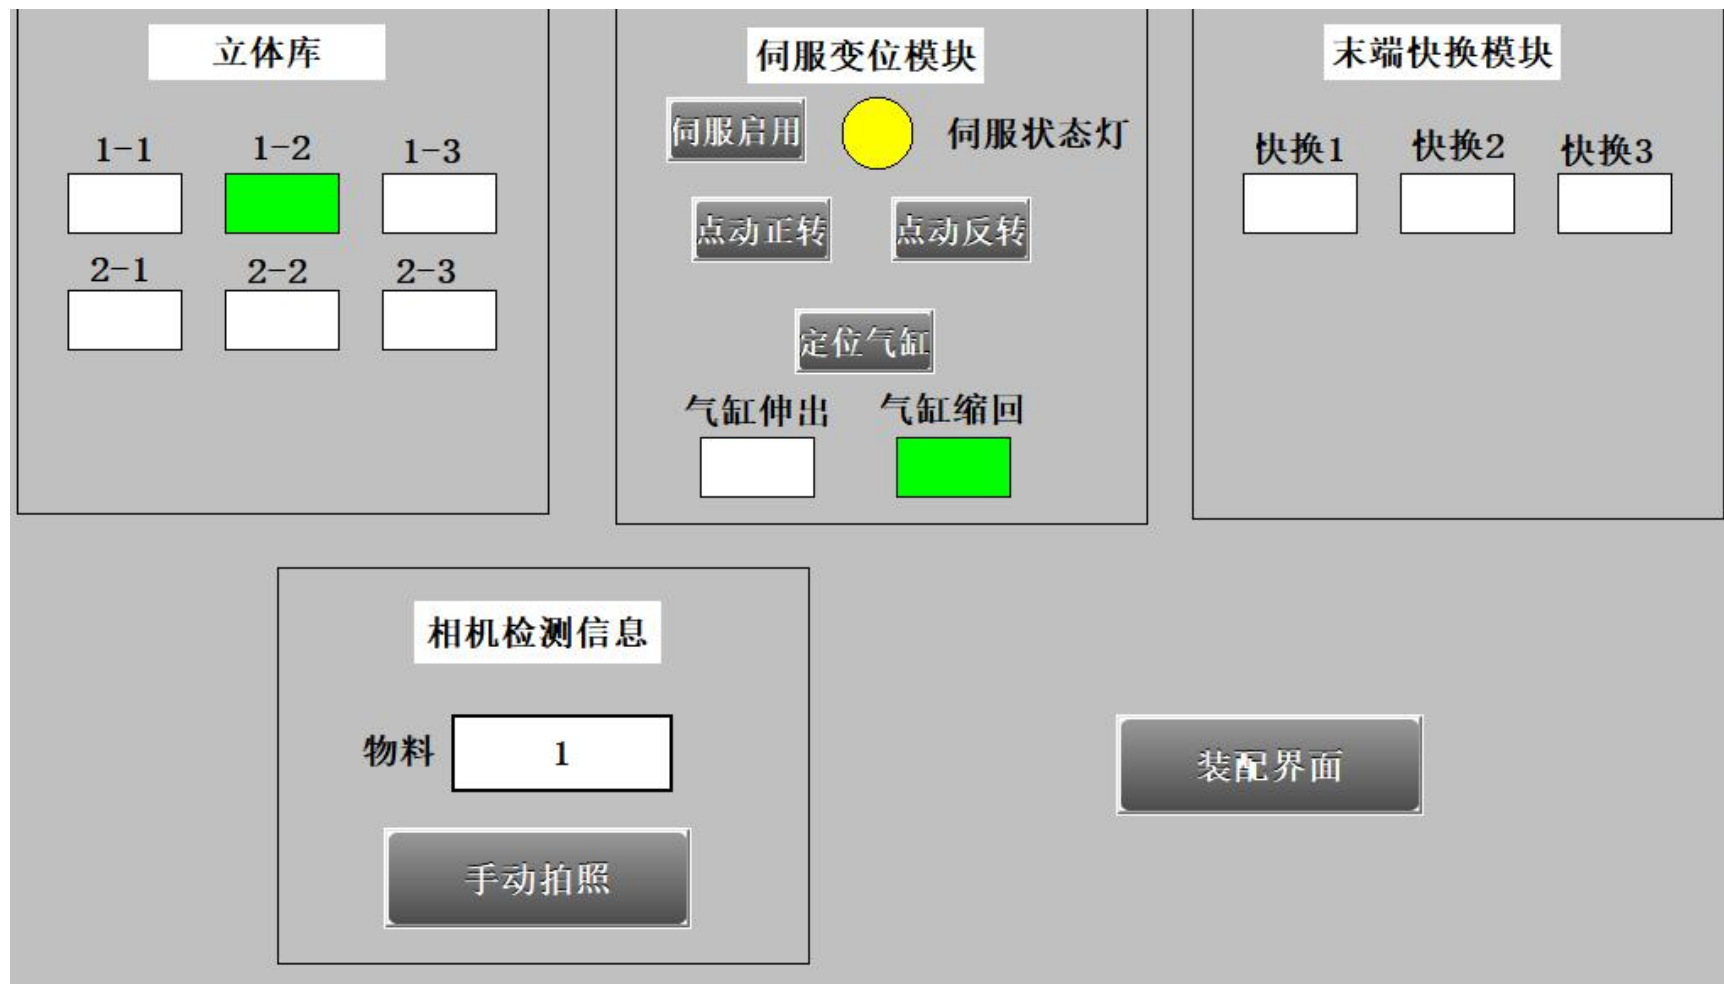 立体库
1-1
1-2
1-3
2-1
2-2
2-3
伺服变位模块
伺服启用
伺服状态灯
点动正转
点动反转
定位气缸
气缸伸出
气缸缩回
末端快换模块
快换1
快换2
快换3
相机检测信息
物料
1
手动拍照
装配界面